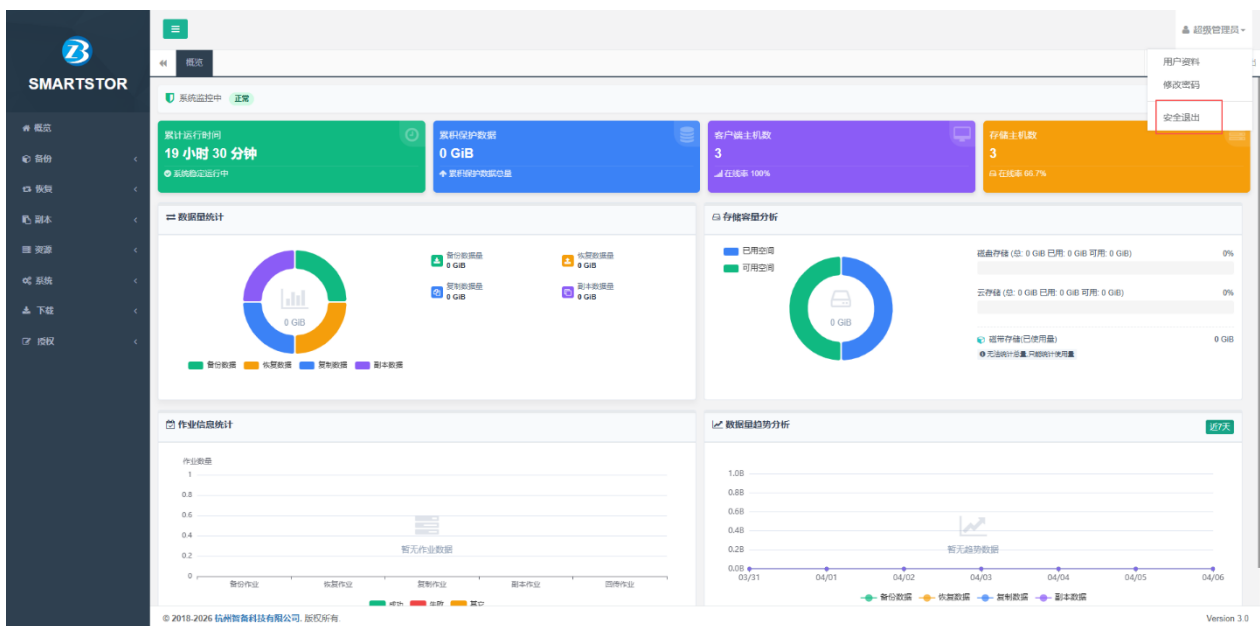 超级管理员
SMARTSTOR
概览
用户资料
修改密码
安全退出
系统监控中 正常
概览
备份
恢复
副本
资源
系统
下载
授权
累计运行时间
19 小时 30 分钟
系统稳定运行中
累积保护数据
0 GiB
累积保护数据总量
客户端主机数
3
在线率 100%
存储主机数
3
在线率 66.7%
数据量统计
备份数据量
0 GiB
恢复数据量
0 GiB
复制数据量
0 GiB
副本数据量
0 GiB
0 GiB
备份数据 恢复数据 复制数据 副本数据
存储容量分析
已用空间
可用空间
0 GiB
磁盘存储 (总: 0 GiB 已用: 0 GiB 可用: 0 GiB) 0%
云存储 (总: 0 GiB 已用: 0 GiB 可用: 0 GiB) 0%
磁带存储(已使用量) 0 GiB
无法统计总量,只能统计使用量
作业信息统计
作业数量
1
0.8
0.6
0.4
0.2
0
暂无作业数据
备份作业 恢复作业 复制作业 副本作业 回迁作业
成功 失败 其它
数据量趋势分析
近7天
1.0B
0.8B
0.6B
0.4B
0.2B
0.0B
暂无趋势数据
03/31 04/01 04/02 04/03 04/04 04/05 04/06
备份数据 恢复数据 复制数据 副本数据
© 2018-2026 杭州智备科技有限公司. 版权所有.
Version 3.0